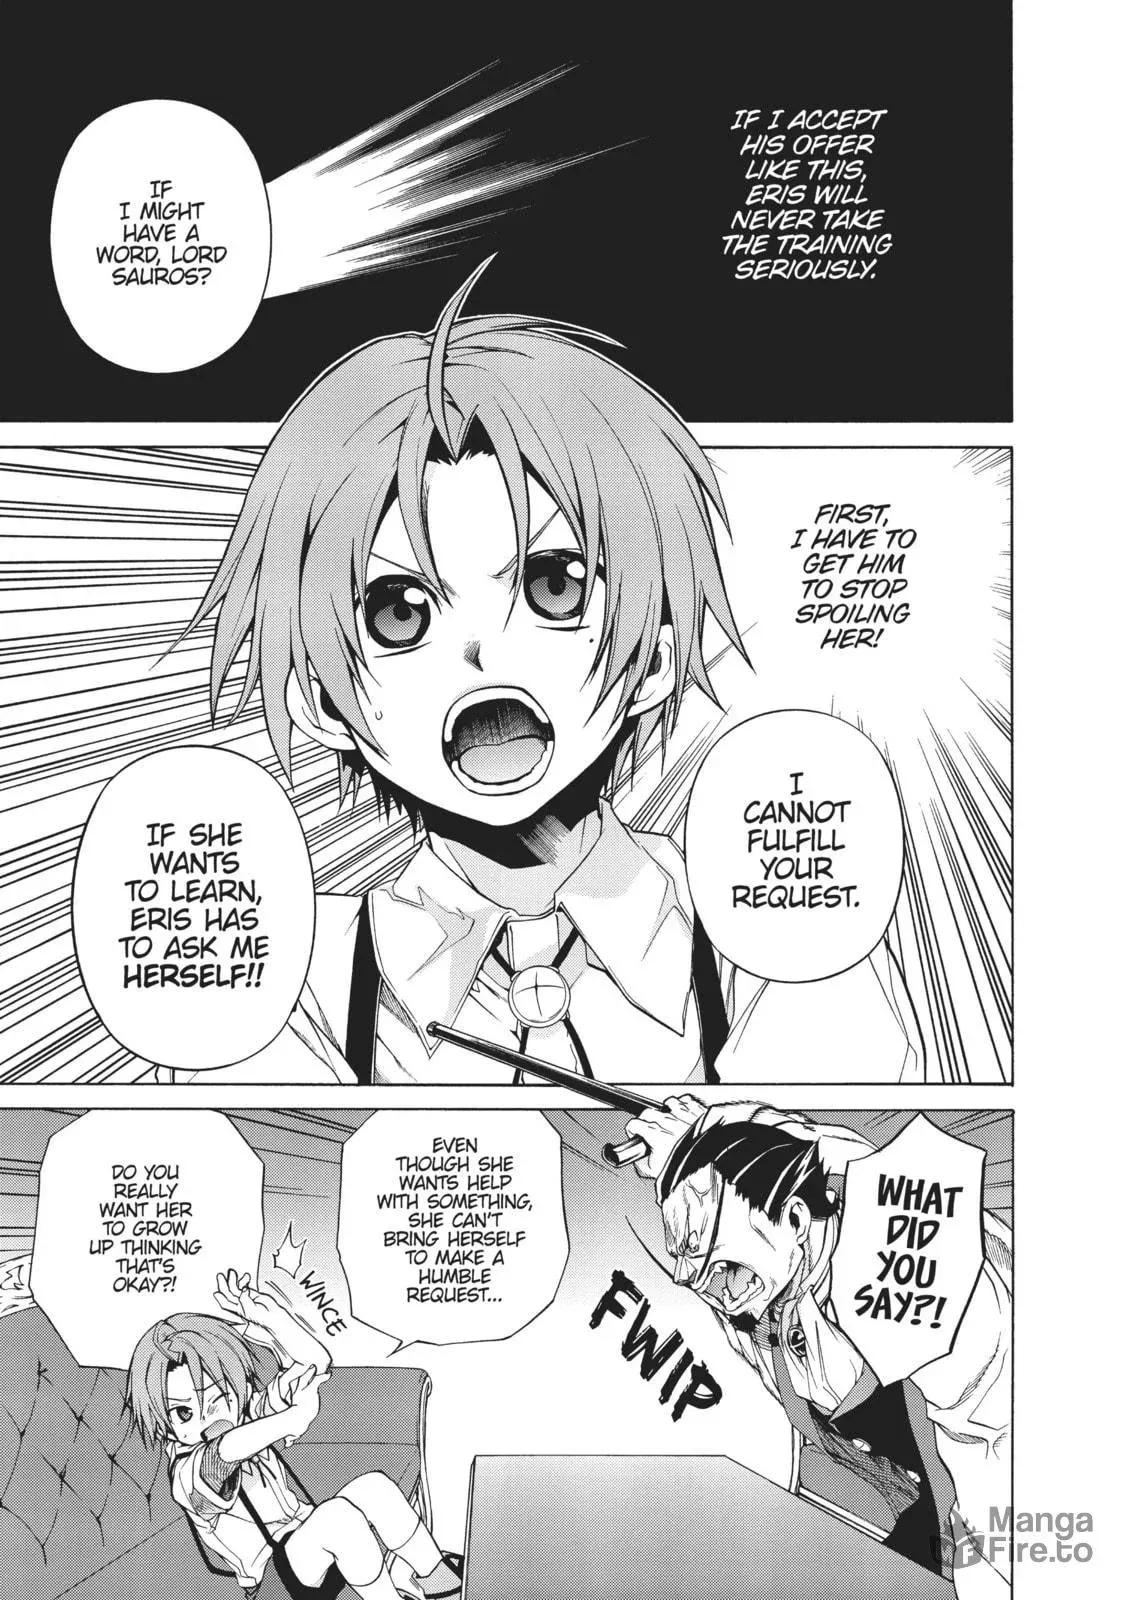 IF I ACCEPT
HIS OFFER
LIKE THIS,
ERIS WILL
NEVER TAKE
THE TRAINING
SERIOUSLY.
IF
I MIGHT
HAVE A
WORD, LORD
SAUROS?
FIRST,
I HAVE TO
GET HIM
TO STOP
SPOILING
HER!
I
CANNOT
FULFILL
YOUR
REQUEST.
IF SHE
WANTS
TO LEARN,
ERIS HAS
TO ASK ME
HERSELF!!
WHAT
DID
YOU
SAY?!
FWIP
EVEN
THOUGH SHE
WANTS HELP
WITH SOMETHING,
SHE CAN'T
BRING HERSELF
TO MAKE A
HUMBLE
REQUEST...
WINCE
DO YOU
REALLY
WANT HER
TO GROW
UP THINKING
THAT'S
OKAY?!
Manga
Fire.to